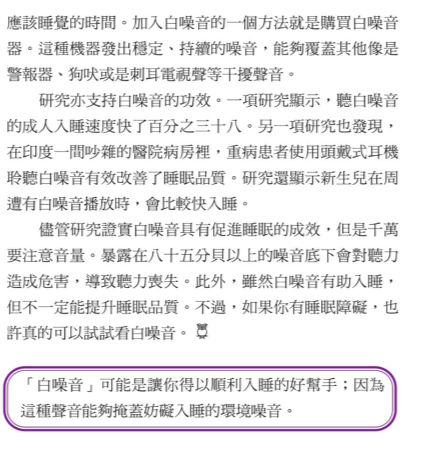 應該睡覺的時間。加入白噪音的一個方法就是購買白噪音
器。這種機器發出穩定、持續的噪音，能夠覆蓋其他像是
警報器、狗吠或是刺耳電視聲等干擾聲音。
研究亦支持白噪音的功效。一項研究顯示，聽白噪音
的成人入睡速度快了百分之三十八。另一項研究也發現，
在印度一間吵雜的醫院病房裡，重病患者使用頭戴式耳機
聆聽白噪音有效改善了睡眠品質。研究還顯示新生兒在周
遭有白噪音播放時，會比較快入睡。
儘管研究證實白噪音具有促進睡眠的成效，但是千萬
要注意音量。暴露在八十五分貝以上的噪音底下會對聽力
造成危害，導致聽力喪失。此外，雖然白噪音有助入睡，
但不一定能提升睡眠品質。不過，如果你有睡眠障礙，也
許真的可以試試看白噪音。
「白噪音」可能是讓你得以順利入睡的好幫手；因為
這種聲音能夠掩蓋妨礙入睡的環境噪音。